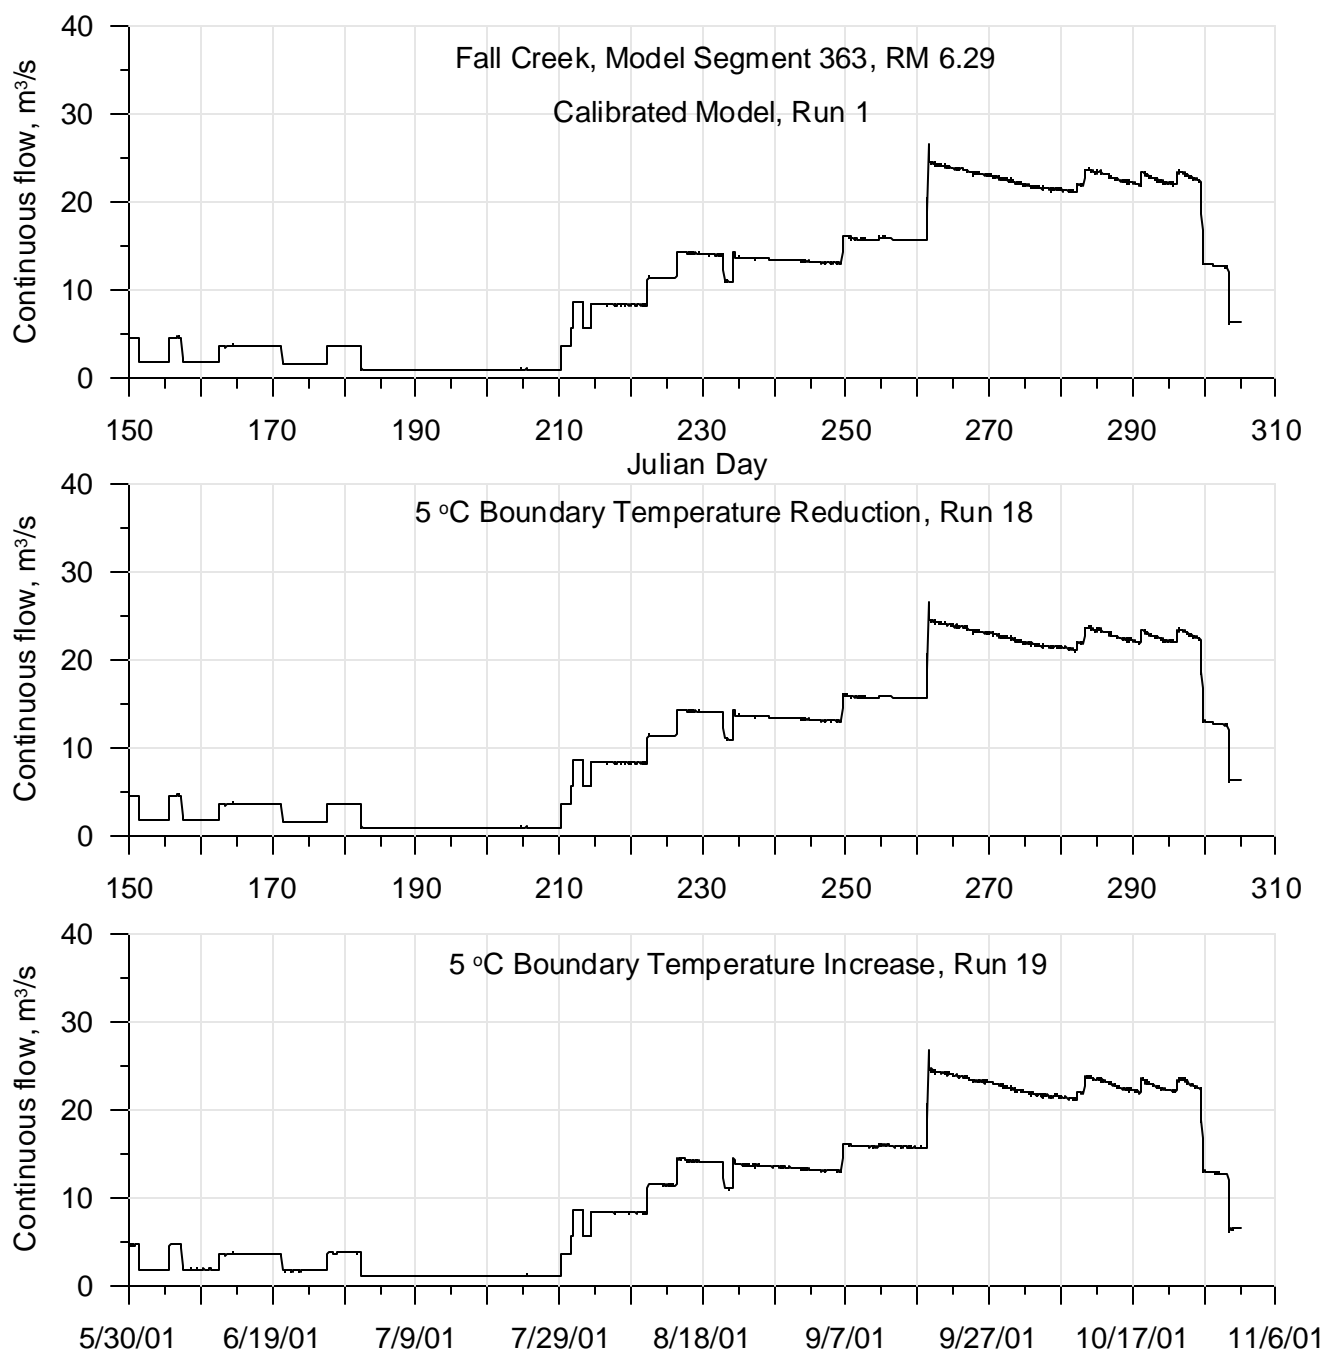 40
Fall Creek, Model Segment 363, RM 6.29
Calibrated Model, Run 1
30
20
10
0
Continuous flow, m³/s
150 170 190 210 230 250 270 290 310
Julian Day
40
5 ºC Boundary Temperature Reduction, Run 18
30
20
10
0
Continuous flow, m³/s
150 170 190 210 230 250 270 290 310
40
5 ºC Boundary Temperature Increase, Run 19
30
20
10
0
Continuous flow, m³/s
5/30/01 6/19/01 7/9/01 7/29/01 8/18/01 9/7/01 9/27/01 10/17/01 11/6/01